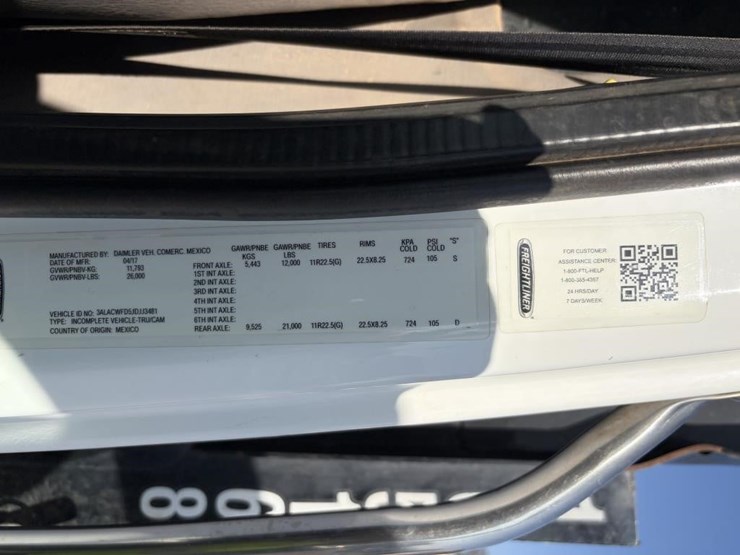 MANUFACTURED BY: DAIMLER VEH. COMERC. MEXICO
DATE OF MFR: 04/17
GVWR/PNBV-KG: 11,793
GVWR/PNBV-LBS: 26,000
VEHICLE ID NO:
TYPE: INCOMPLETE VEHICLE-TRU/CAM
COUNTRY OF ORIGIN: MEXICO
GAWR/PNBE KGS GAWR/PNBE LBS TIRES RIMS KPA COLD PSI COLD "S"
FRONT AXLE: 5,443 12,000 11R22.5(G) 22.5X8.25 724 105 S
1ST INT AXLE:
2ND INT AXLE:
3RD INT AXLE:
4TH INT AXLE:
5TH INT AXLE:
6TH INT AXLE:
REAR AXLE: 9,525 21,000 11R22.5(G) 22.5X8.25 724 105 D
FREIGHTLINER
FOR CUSTOMER
ASSISTANCE CENTER
1-800-FTL-HELP
1-800-385-4357
24 HRS/DAY
7 DAYS/WEEK